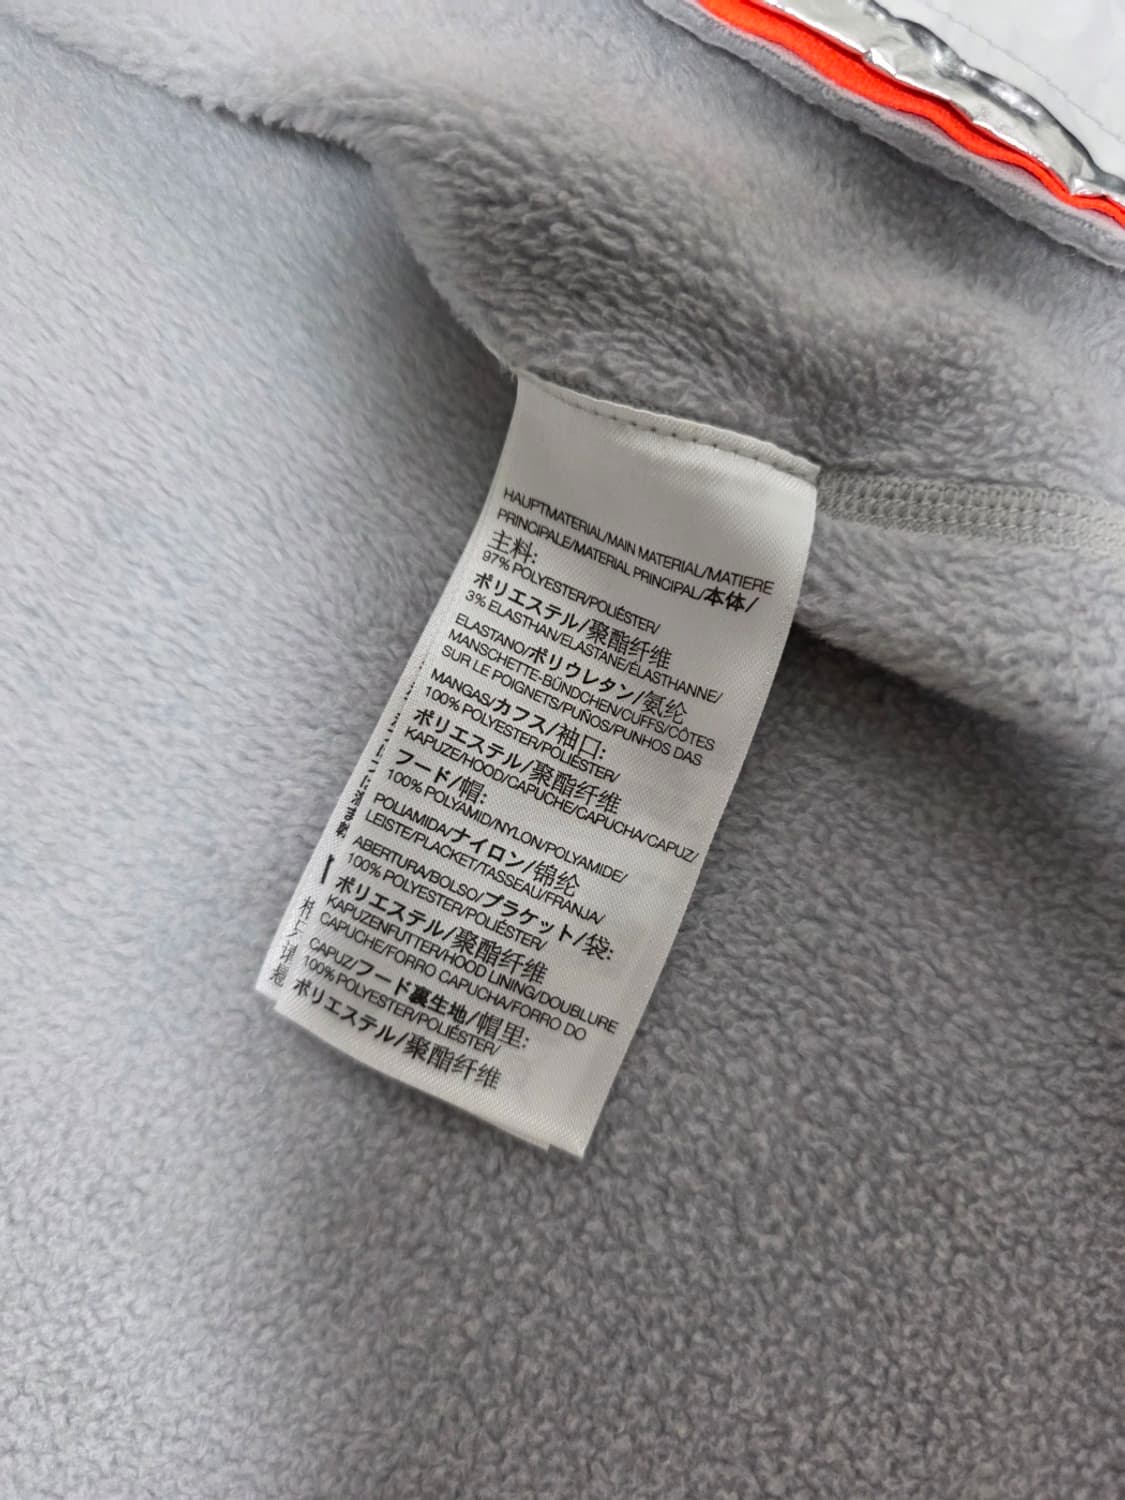 HAUPTMATERIAL/MAIN MATERIAL/MATIERE
PRINCIPALE/MATERIAL PRINCIPAL/本体/
主料:
97% POLYESTER/POLIÉSTER/
ポリエステル/聚酯纤维
3% ELASTHAN/ELASTANE/ÉLASTHANNE/
ELASTANO/ポリウレタン/氨纶
MANSCHETTE-BÜNDCHEN/CUFFS/CÔTES
SUR LE POIGNETS/PUÑOS/PUNHOS DAS
MANGAS/カフス/袖口:
100% POLYESTER/POLIÉSTER/
ポリエステル/聚酯纤维
KAPUZE/HOOD/CAPUCHE/CAPUCHA/CAPUZ/
フード/帽:
100% POLYAMID/NYLON/POLYAMIDE/
POLIAMIDA/ナイロン/锦纶
LEISTE/PLACKET/TASSEAU/FRANJA/
ABERTURA/BOLSO/プラケット/袋:
100% POLYESTER/POLIÉSTER/
ポリエステル/聚酯纤维
KAPUZENFUTTER/HOOD LINING/DOUBLURE
CAPUCHE/FORRO CAPUCHA/FORRO DO
CAPUZ/フード裏生地/帽里:
100% POLYESTER/POLIÉSTER/
ポリエステル/聚酯纤维